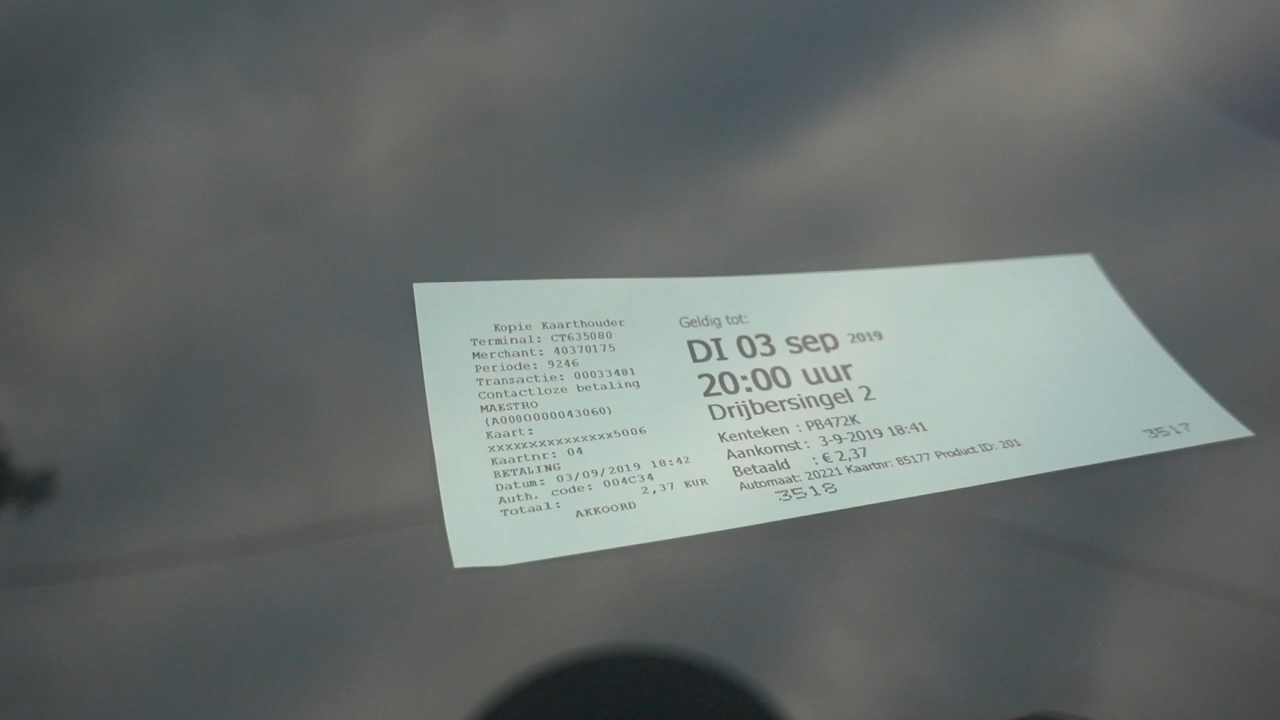 Kopie Kaarthouder
Terminal: CT635080
Merchant: 40370175
Periode: 9246
Transactie: 00033481
Contactloze betaling
MAESTRO
(A0000000043060)
Kaart:
xxxxxxxxxxxxxxx5006
Kaartnr: 04
BETALING
Datum: 03/09/2019 18:42
Auth. code: 004C34
Totaal: 2,37 EUR
AKKOORD
Geldig tot:
DI 03 sep 2019
20:00 uur
Drijbersingel 2
Kenteken : PB472K
Aankomst: 3-9-2019 18:41
Betaald : € 2,37
Automaat: 20221 Kaartnr: 85177 Product ID: 201
3518
3517